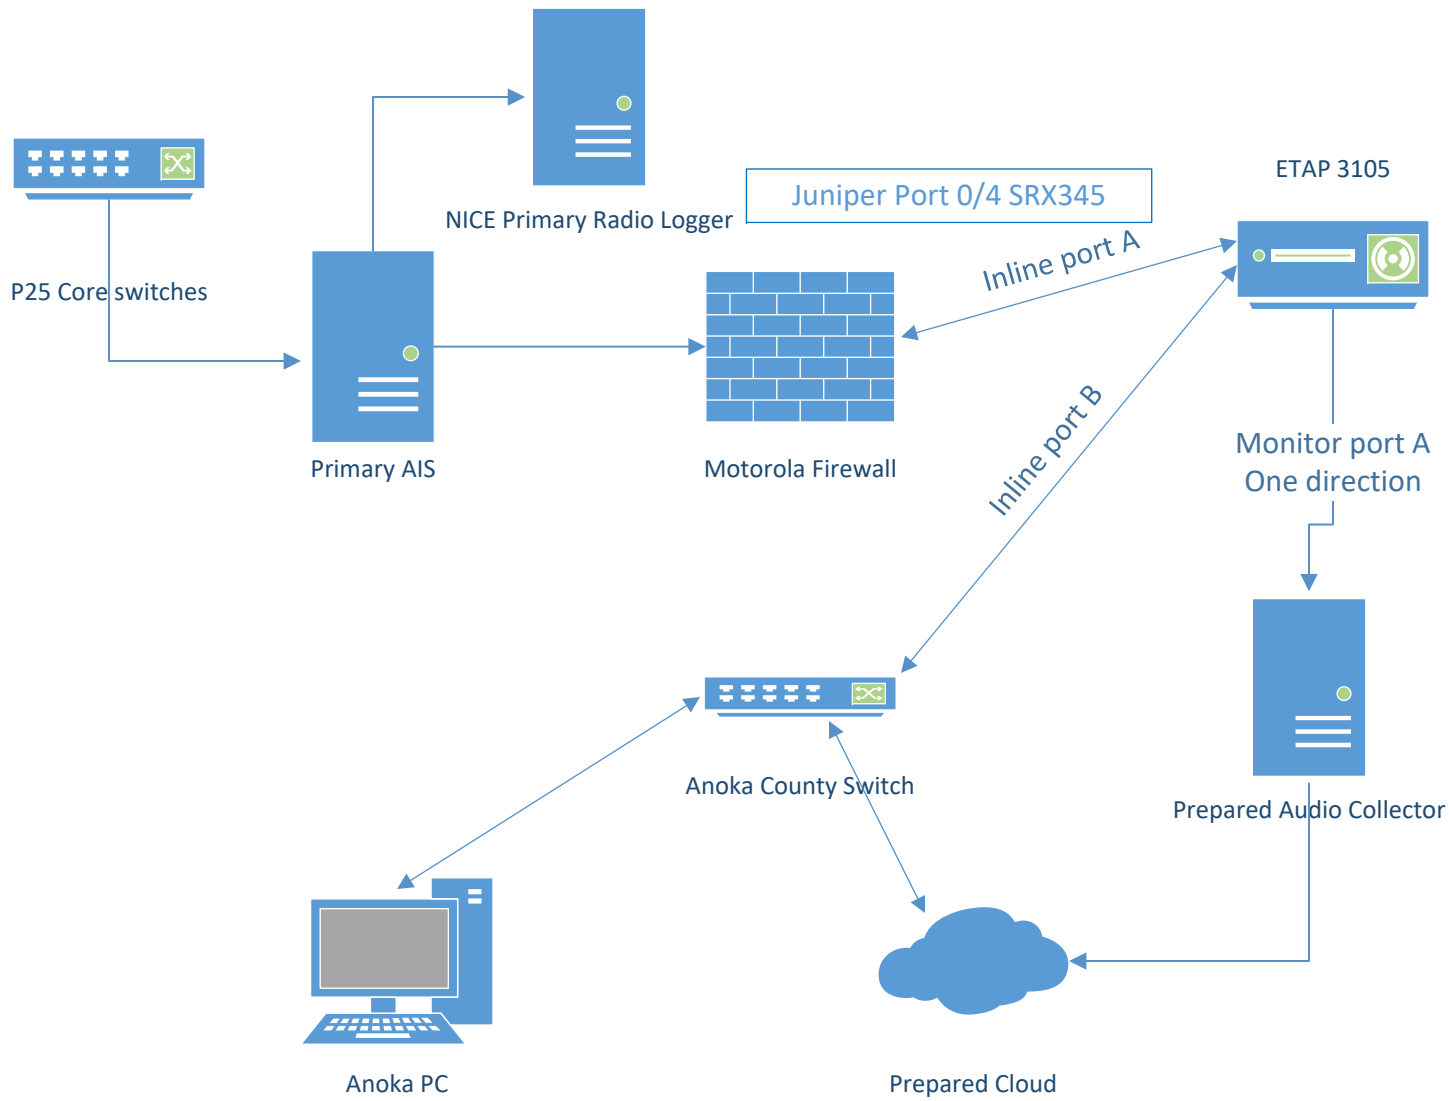 ETAP 3105
Juniper Port 0/4 SRX345
NICE Primary Radio Logger
Inline port A
P25 Core switches
Inline port B
Monitor port A
One direction
Primary AIS
Motorola Firewall
Anoka County Switch
Prepared Audio Collector
Anoka PC
Prepared Cloud